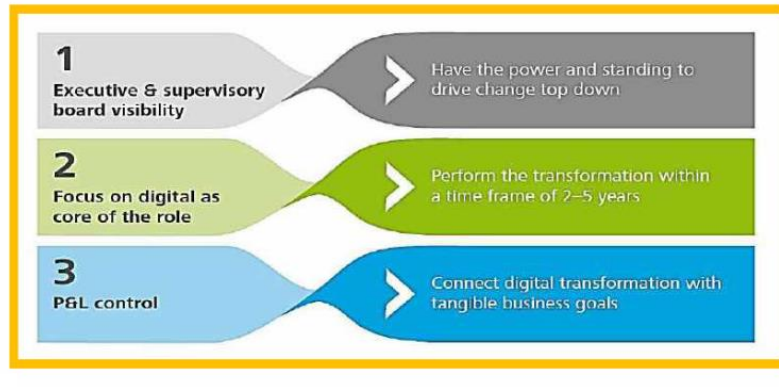 1
Executive & supervisory
board visibility
Have the power and standing to
drive change top down
2
Focus on digital as
core of the role
Perform the transformation within
a time frame of 2–5 years
3
P&L control
Connect digital transformation with
tangible business goals